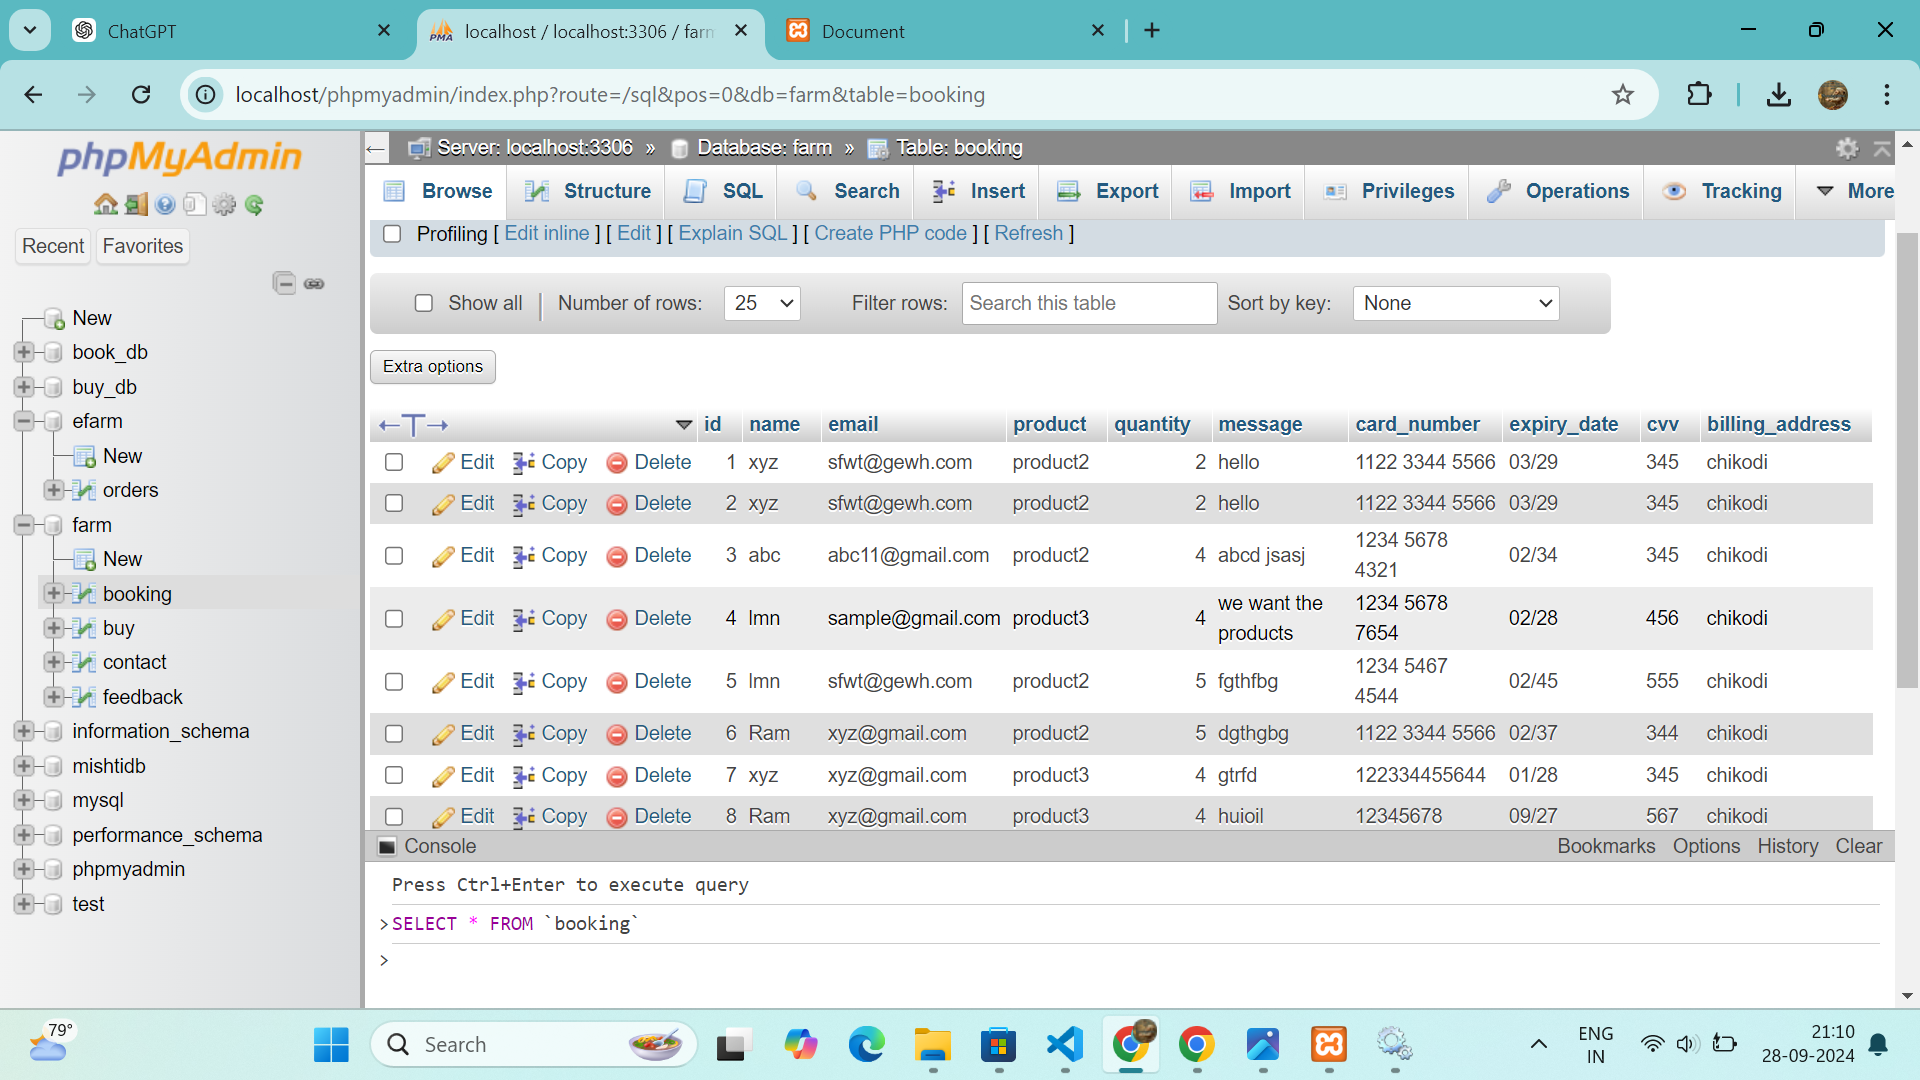 ChatGPT
localhost / localhost:3306 / farm
Document
localhost/phpmyadmin/index.php?route=/sql&pos=0&db=farm&table=booking
phpMyAdmin
Recent
Favorites
New
book_db
buy_db
efarm
New
orders
farm
New
booking
buy
contact
feedback
information_schema
mishtidb
mysql
performance_schema
phpmyadmin
test
Server: localhost:3306 » Database: farm » Table: booking
Browse Structure SQL Search Insert Export Import Privileges Operations Tracking More
Profiling [ Edit inline ] [ Edit ] [ Explain SQL ] [ Create PHP code ] [ Refresh ]
Show all Number of rows: 25 Filter rows: Search this table Sort by key: None
Extra options
id name email product quantity message card_number expiry_date cvv billing_address
Edit Copy Delete 1 xyz sfwt@gewh.com product2 2 hello 1122 3344 5566 03/29 345 chikodi
Edit Copy Delete 2 xyz sfwt@gewh.com product2 2 hello 1122 3344 5566 03/29 345 chikodi
Edit Copy Delete 3 abc abc11@gmail.com product2 4 abcd jsasj 1234 5678 4321 02/34 345 chikodi
Edit Copy Delete 4 lmn sample@gmail.com product3 4 we want the products 1234 5678 7654 02/28 456 chikodi
Edit Copy Delete 5 lmn sfwt@gewh.com product2 5 fgthfbg 1234 5467 4544 02/45 555 chikodi
Edit Copy Delete 6 Ram xyz@gmail.com product2 5 dgthgbg 1122 3344 5566 02/37 344 chikodi
Edit Copy Delete 7 xyz xyz@gmail.com product3 4 gtrfd 122334455644 01/28 345 chikodi
Edit Copy Delete 8 Ram xyz@gmail.com product3 4 huioil 12345678 09/27 567 chikodi
Console Bookmarks Options History Clear
Press Ctrl+Enter to execute query
>SELECT * FROM `booking`
>
79°
Search
ENG
IN
21:10
28-09-2024